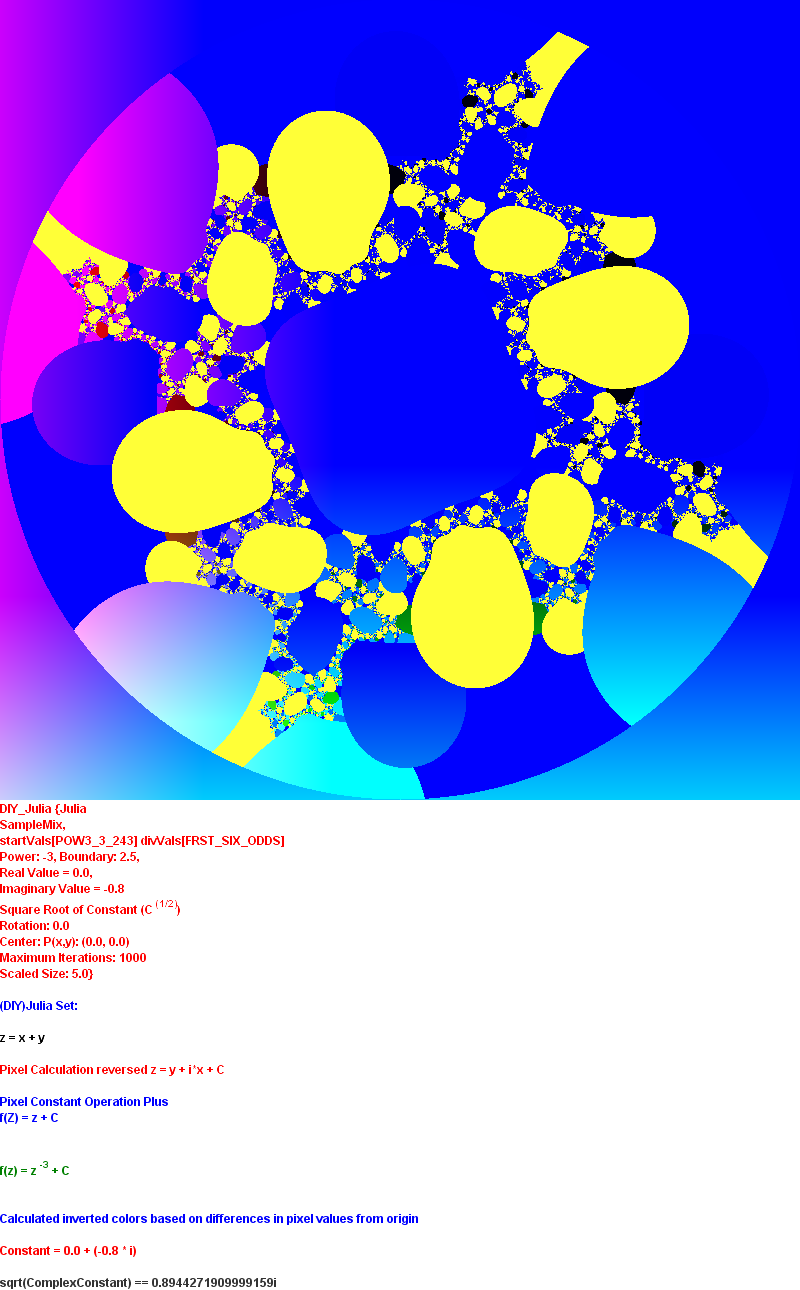 DIY_Julia {Julia
SampleMix,
startVals[POW3_3_243] divVals[FRST_SIX_ODDS]
Power: -3, Boundary: 2.5,
Real Value = 0.0,
Imaginary Value = -0.8
Square Root of Constant (C (1/2))
Rotation: 0.0
Center: P(x,y): (0.0, 0.0)
Maximum Iterations: 1000
Scaled Size: 5.0}
(DIY)Julia Set:
z = x + y
Pixel Calculation reversed z = y + i*x + C
Pixel Constant Operation Plus
f(Z) = z + C
f(z) = z -3 + C
Calculated inverted colors based on differences in pixel values from origin
Constant = 0.0 + (-0.8 * i)
sqrt(ComplexConstant) == 0.8944271909999159i